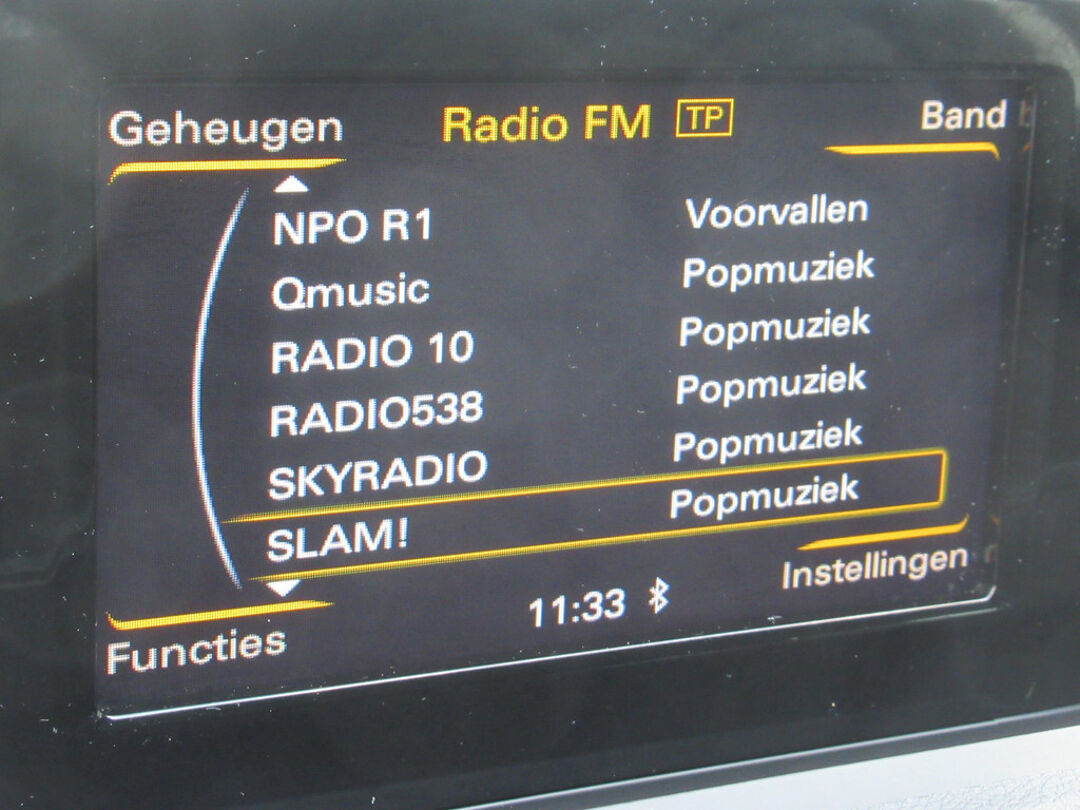 Geheugen Radio FM TP Band
NPO R1 Voorvallen
Qmusic Popmuziek
RADIO 10 Popmuziek
RADIO538 Popmuziek
SKYRADIO Popmuziek
SLAM! Popmuziek
Functies 11:33 Instellingen